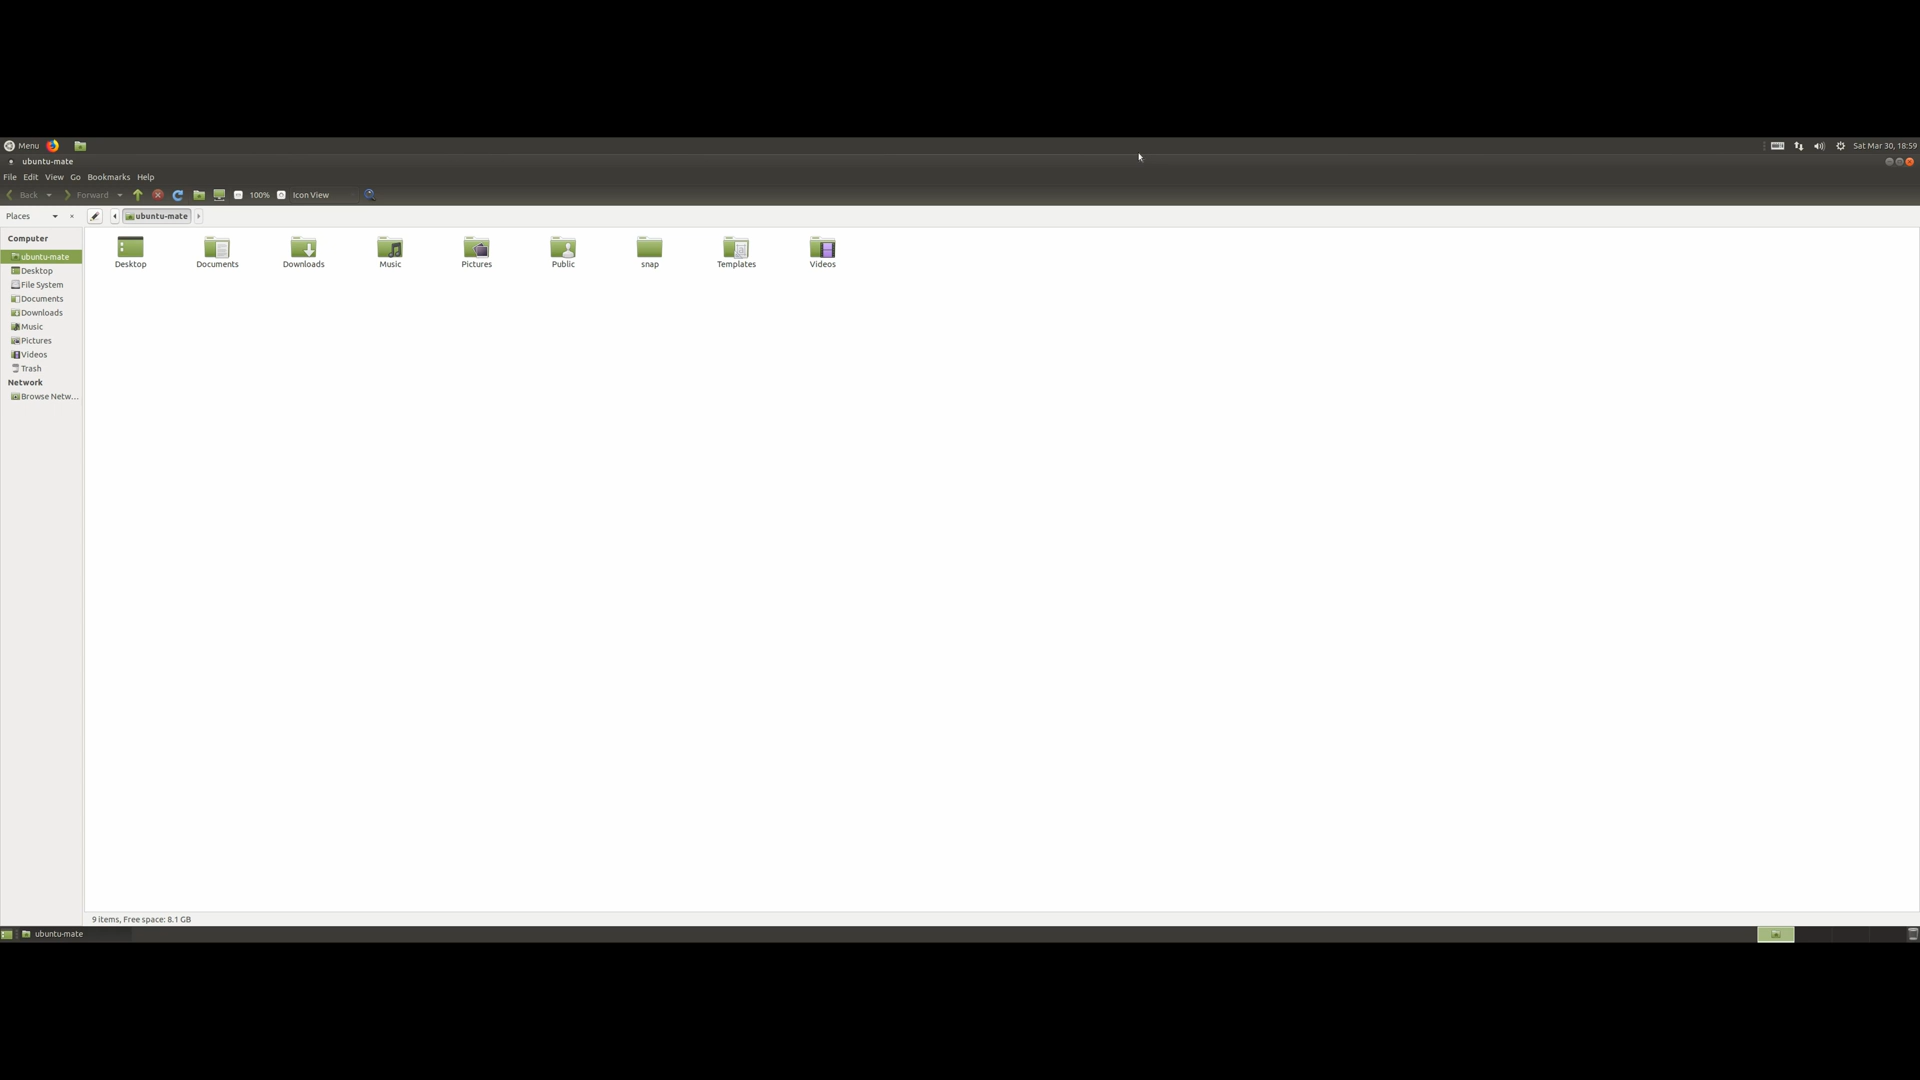 Menu
Sat Mar 30, 18:59
ubuntu-mate
File Edit View Go Bookmarks Help
Back Forward 100% Icon View
Places ubuntu-mate
Computer
ubuntu-mate
Desktop
File System
Documents
Downloads
Music
Pictures
Videos
Trash
Network
Browse Netw...
Desktop Documents Downloads Music Pictures Public snap Templates Videos
9 items, Free space: 8.1 GB
ubuntu-mate